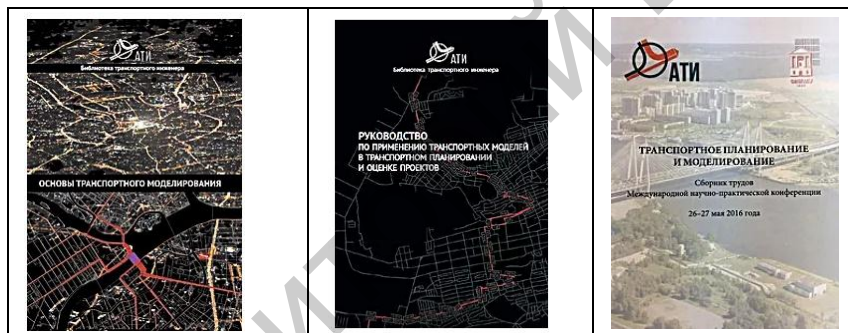 АТИ
Библиотека транспортного инженера
ОСНОВЫ ТРАНСПОРТНОГО МОДЕЛИРОВАНИЯ
АТИ
Библиотека транспортного инженера
РУКОВОДСТВО
ПО ПРИМЕНЕНИЮ ТРАНСПОРТНЫХ МОДЕЛЕЙ
В ТРАНСПОРТНОМ ПЛАНИРОВАНИИ
И ОЦЕНКЕ ПРОЕКТОВ
АТИ
ТРАНСПОРТНОЕ ПЛАНИРОВАНИЕ
И МОДЕЛИРОВАНИЕ
Сборник трудов
Международной научно-практической конференции
26–27 мая 2016 года